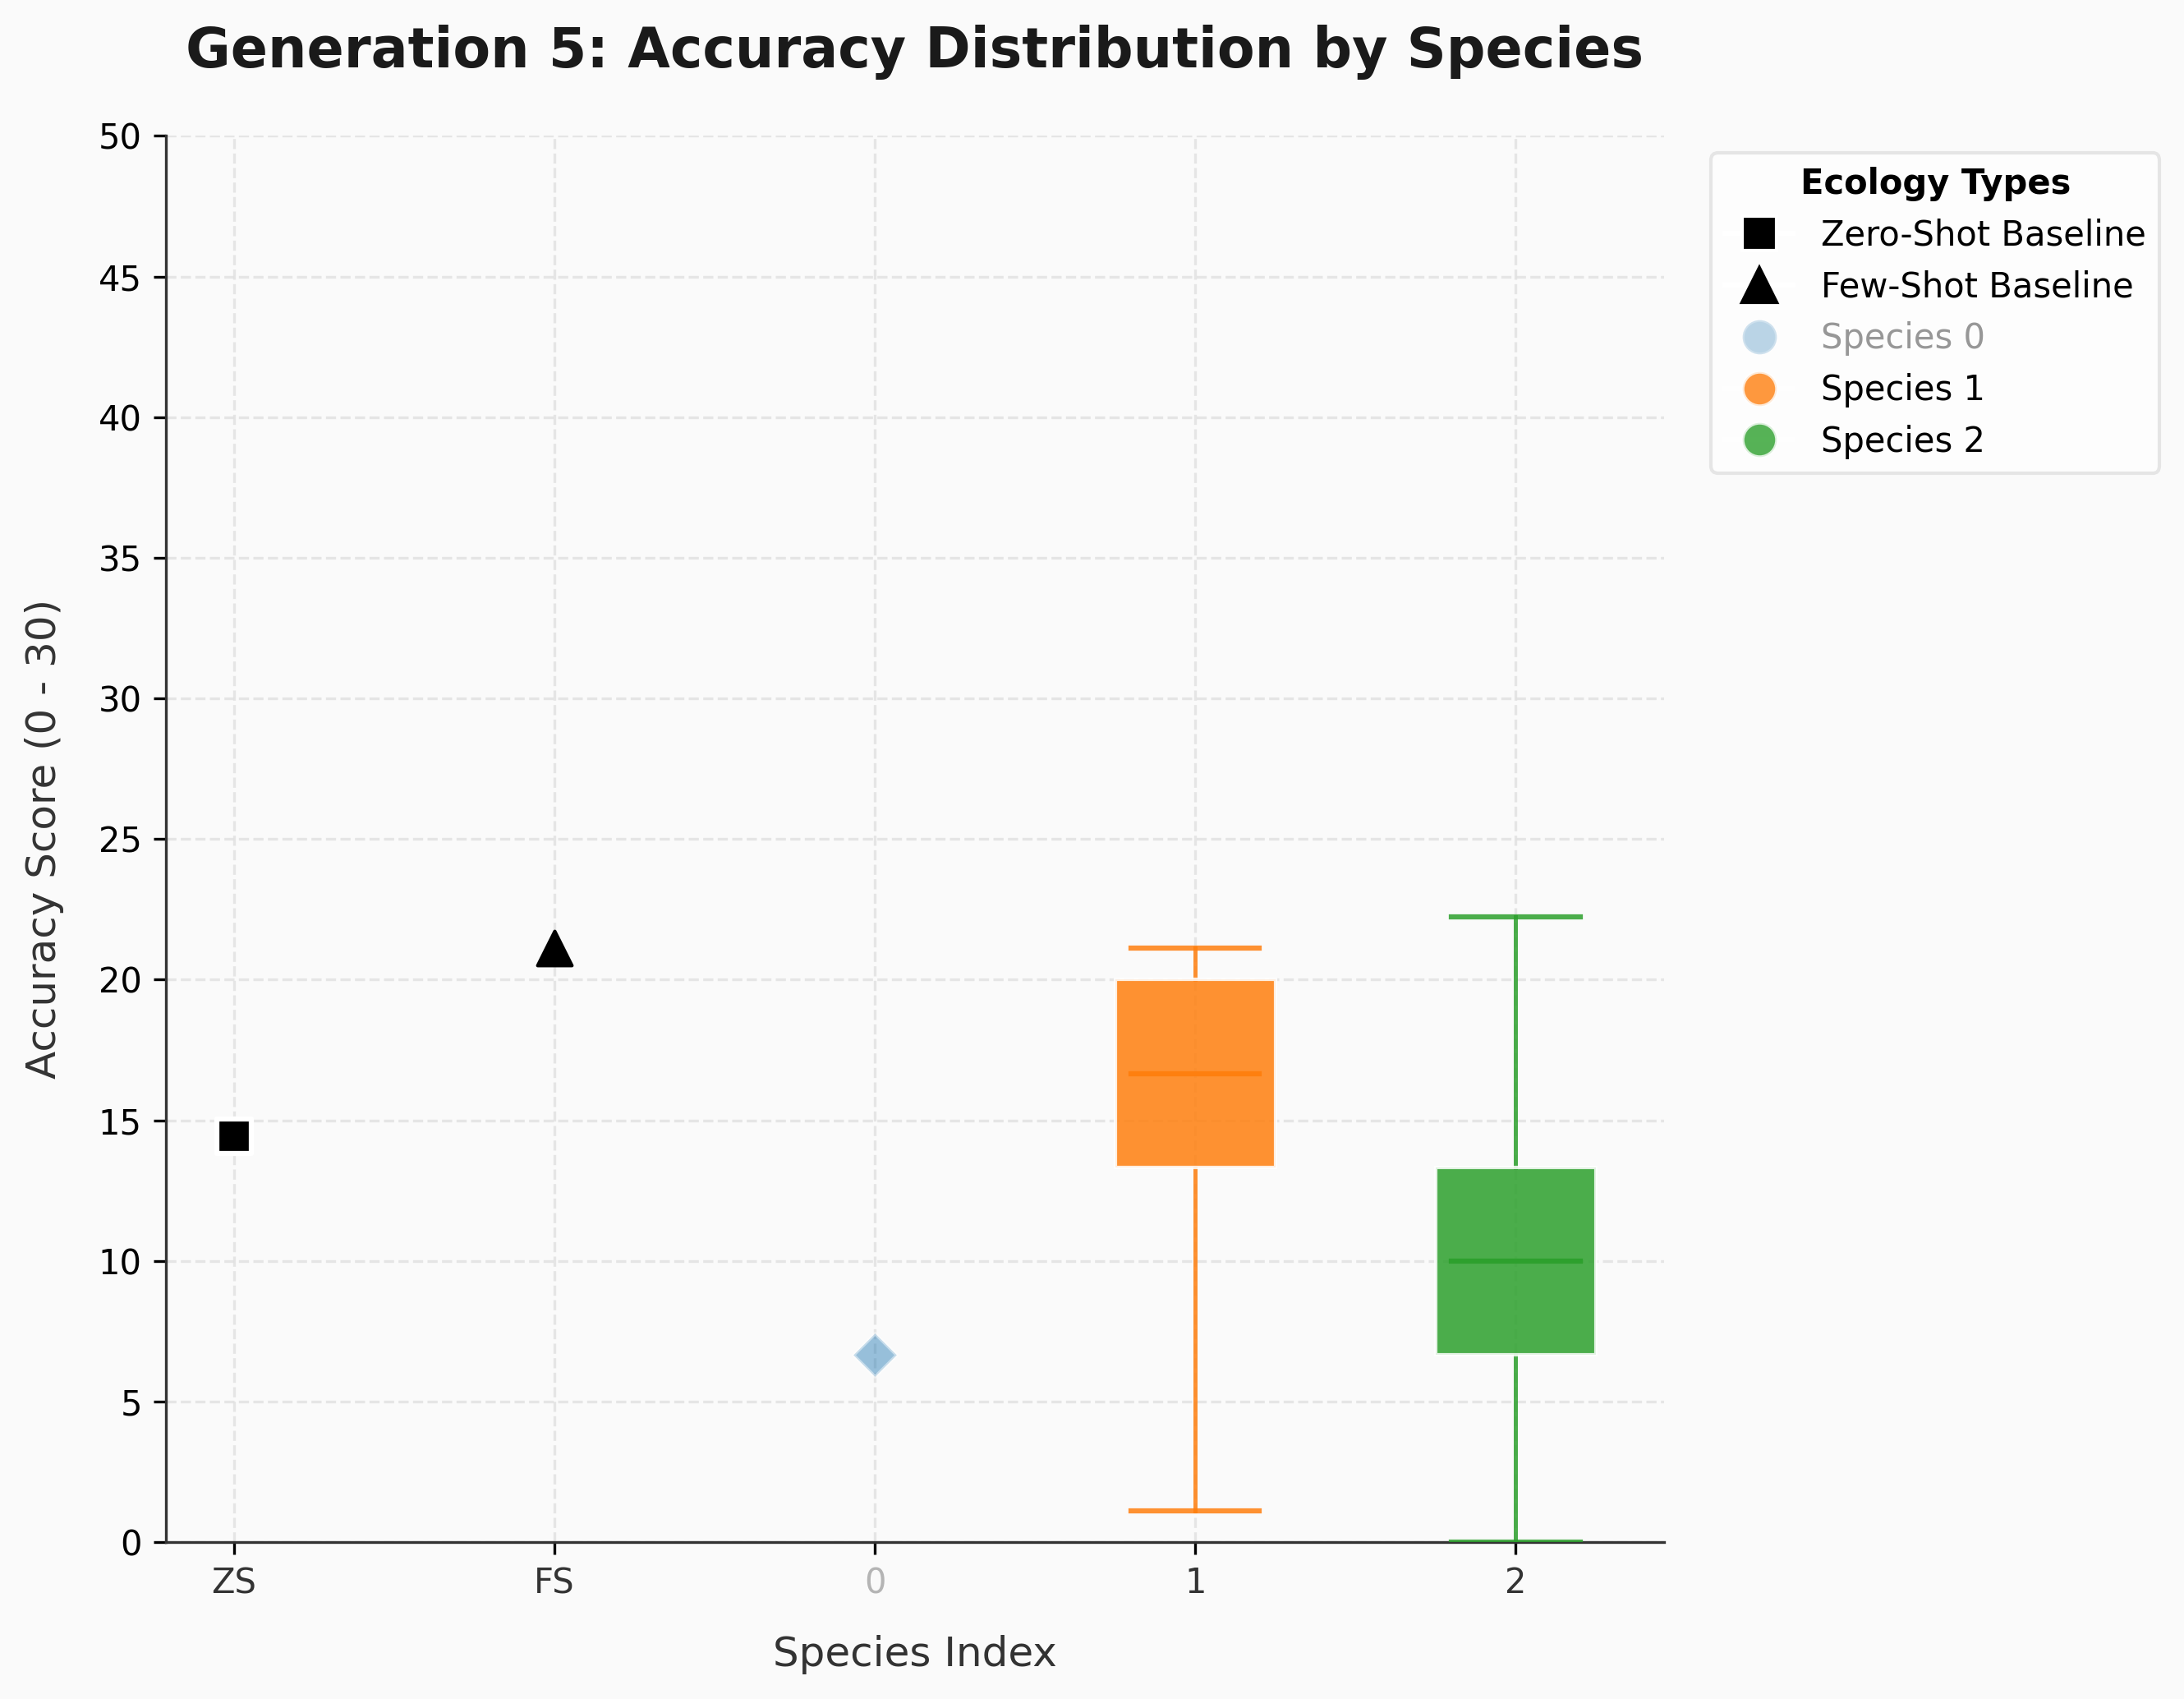 Generation 5: Accuracy Distribution by Species
50
45
40
35
30
25
20
15
10
5
0
Accuracy Score (0 - 30)
ZS
FS
0
1
2
Species Index
Ecology Types
Zero-Shot Baseline
Few-Shot Baseline
Species 0
Species 1
Species 2